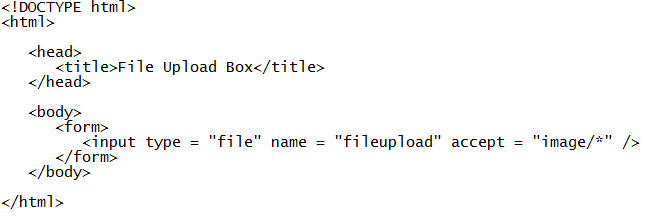 <!DOCTYPE html>
<html>
<head>
<title>File Upload Box</title>
</head>
<body>
<form>
<input type = "file" name = "fileupload" accept = "image/*" />
</form>
</body>
</html>